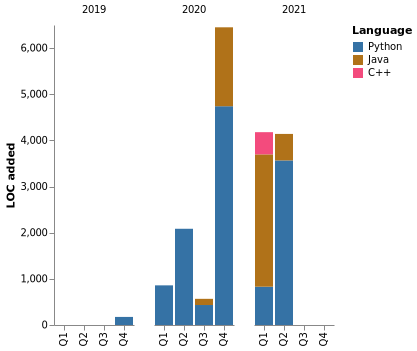 2019 2020 2021
Language
Python
Java
C++
LOC added
6,000
5,000
4,000
3,000
2,000
1,000
0
Q1 Q2 Q3 Q4 Q1 Q2 Q3 Q4 Q1 Q2 Q3 Q4